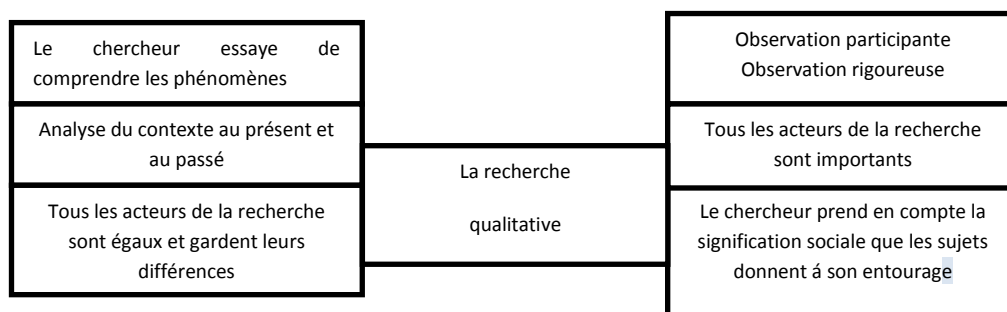 Le chercheur essaye de
comprendre les phénomènes
Analyse du contexte au présent et
au passé
Tous les acteurs de la recherche
sont égaux et gardent leurs
différences
La recherche
qualitative
Observation participante
Observation rigoureuse
Tous les acteurs de la recherche
sont importants
Le chercheur prend en compte la
signification sociale que les sujets
donnent á son entourage